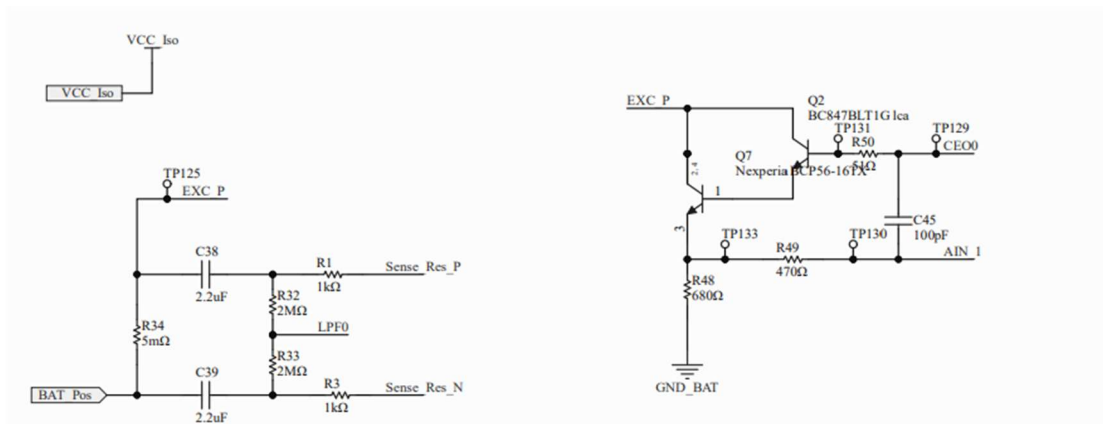 VCC_Iso
VCC_Iso
TP125
EXC_P
C38
2.2uF
R1
1kΩ
Sense_Res_P
R32
2MΩ
LPF0
R34
5mΩ
R33
2MΩ
C39
2.2uF
R3
1kΩ
Sense_Res_N
BAT_Pos
EXC_P
Q2
BC847BLT1G lca
TP131
TP129
R50
51Ω
CEO0
Q7
Nexperia BCP56-16TX
2, 4
1
3
C45
100pF
TP133
R49
470Ω
TP130
AIN_1
R48
680Ω
GND_BAT